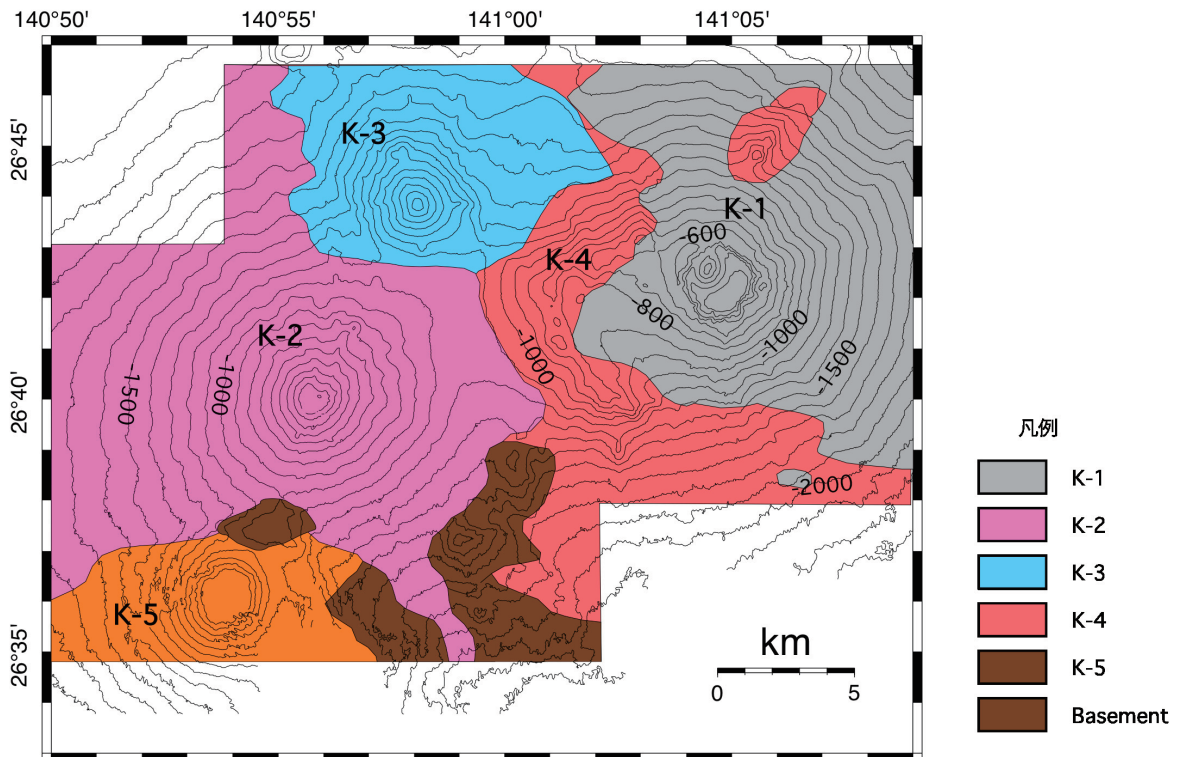 140˚50' 140˚55' 141˚00' 141˚05'
26˚45'
26˚40'
26˚35'
K-3
K-1
-600
K-4
-800
K-2
-1000
-1000
-1500
-1000
-1500
-2000
K-5
km
0 5
凡例
K-1
K-2
K-3
K-4
K-5
Basement